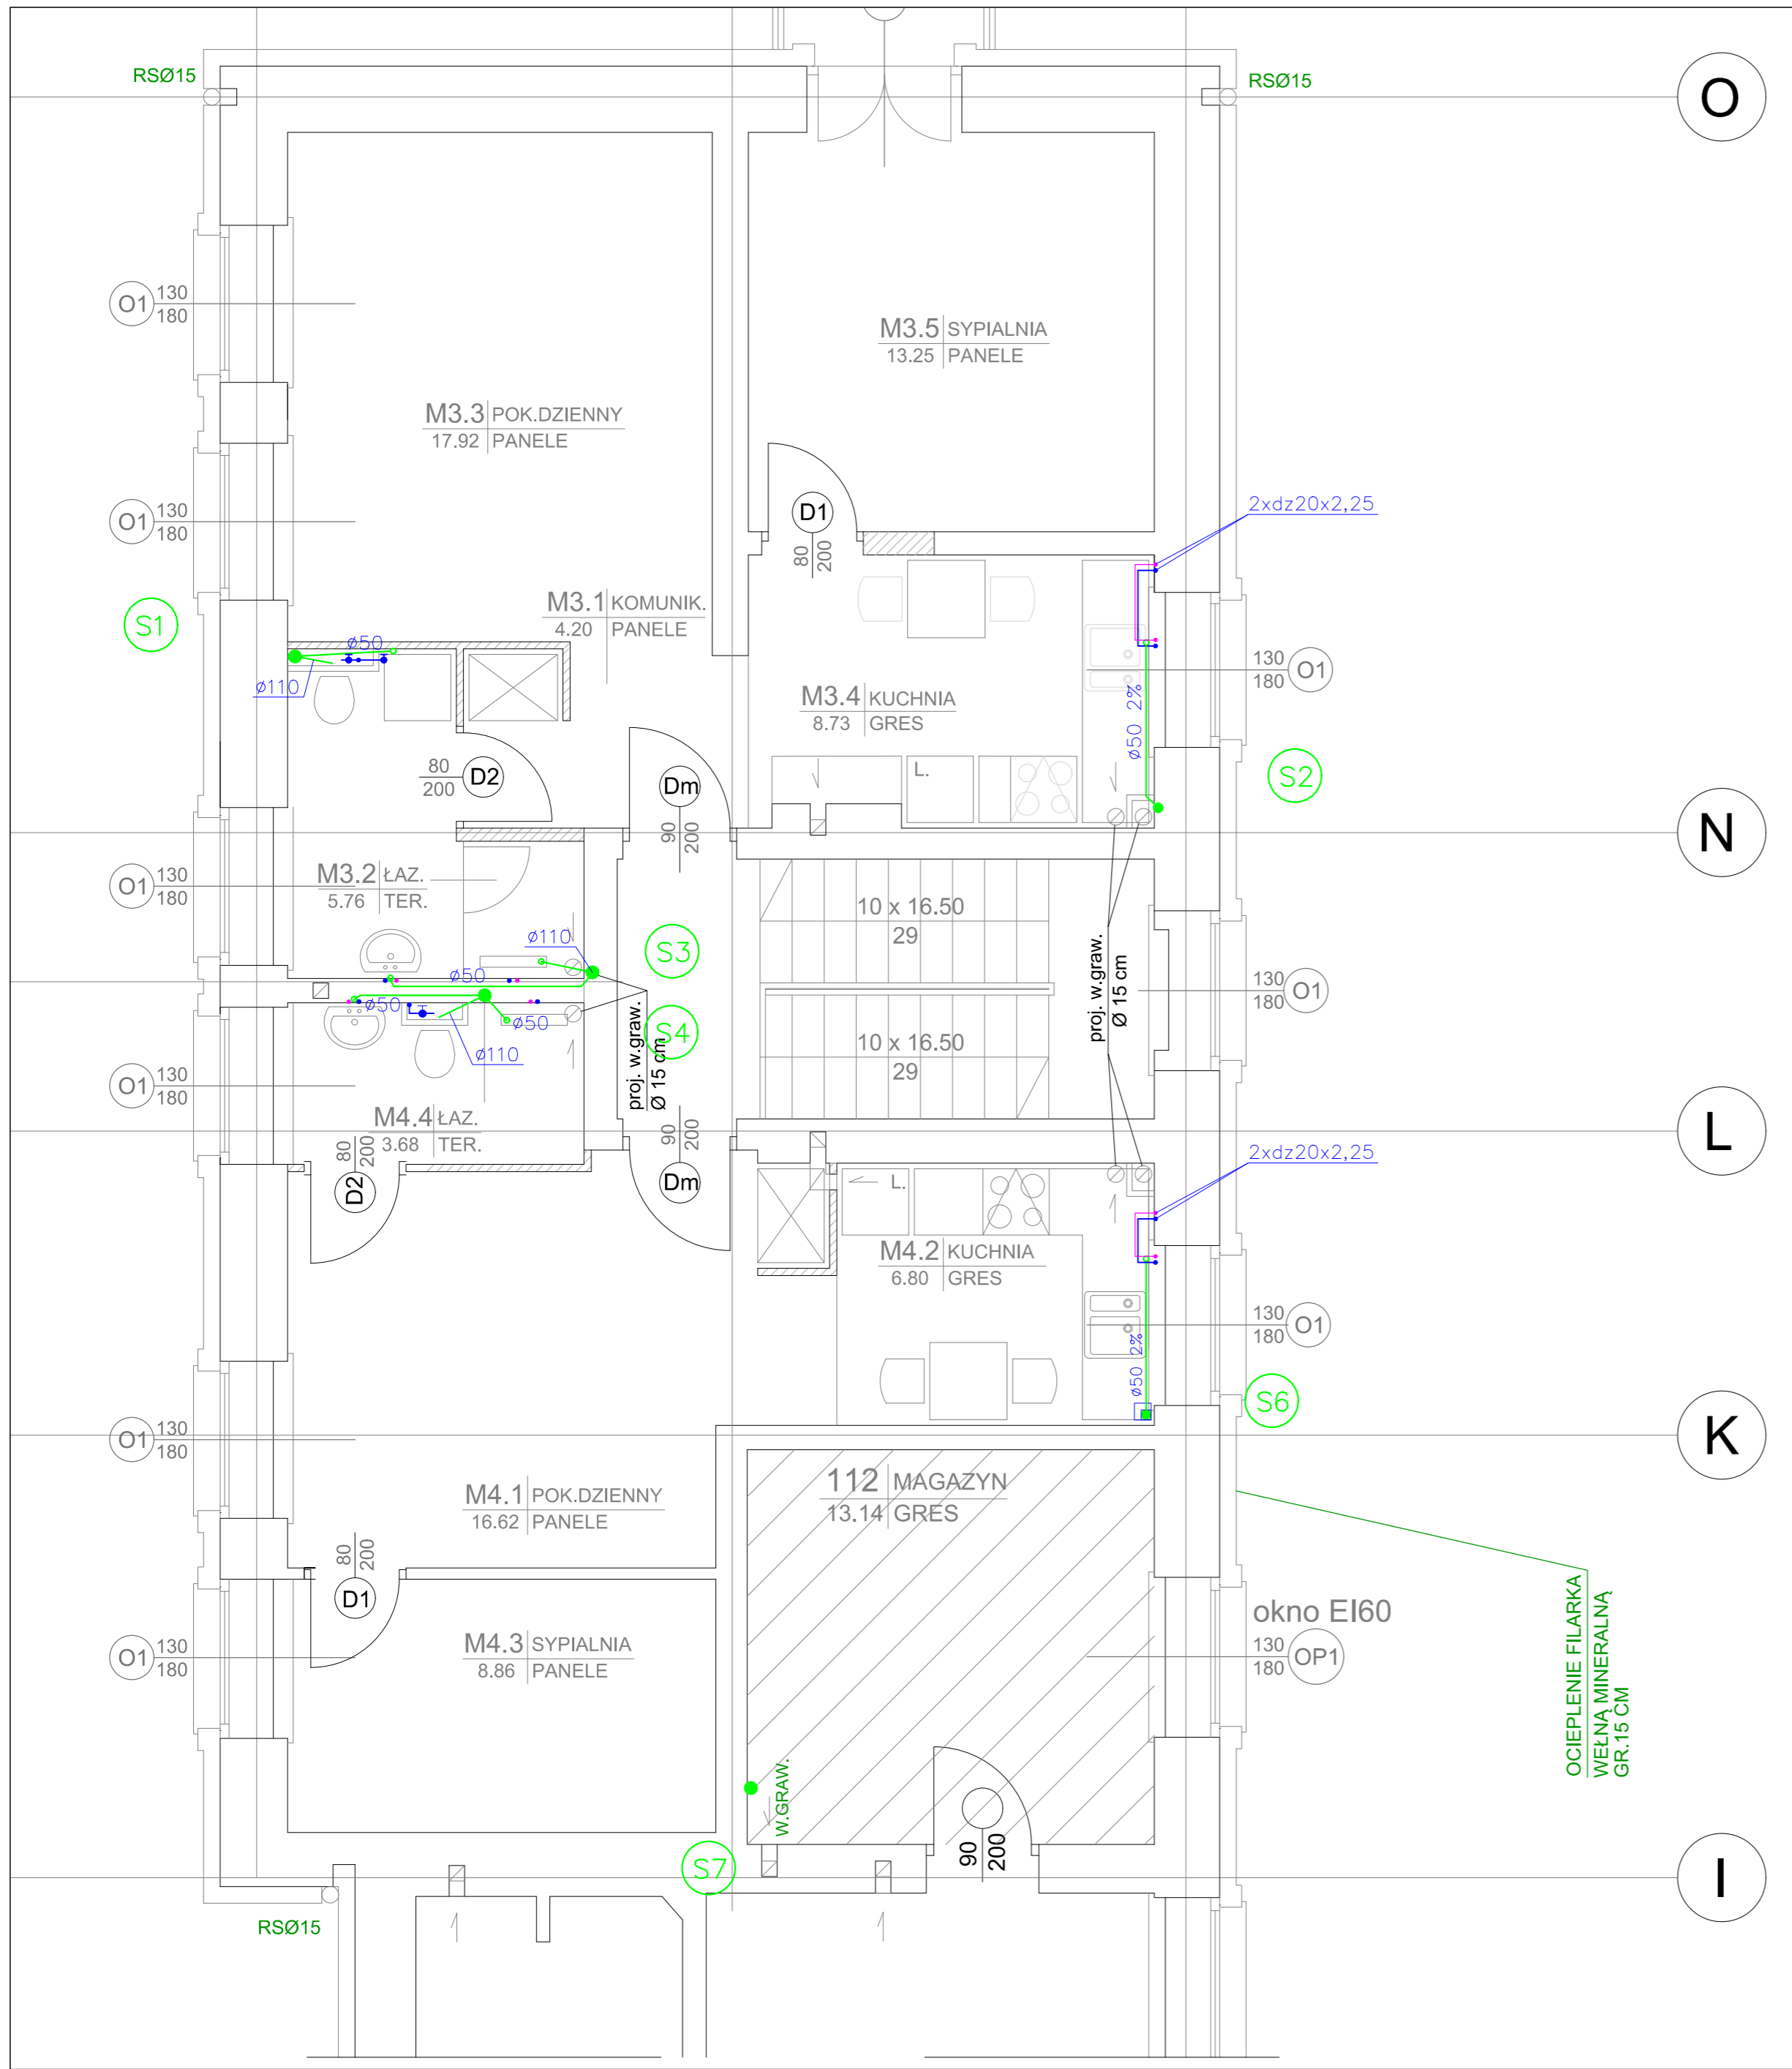 RSØ15
RSØ15
O
O1 130
180
M3.5 SYPIALNIA
13.25 PANELE
M3.3 POK.DZIENNY
17.92 PANELE
O1 130
180
D1
80
200
2xdz20x2,25
S1
M3.1 KOMUNIK.
4.20 PANELE
ø50
ø110
130
180 O1
M3.4 KUCHNIA
8.73 GRES
ø50 2%
L.
80
200 D2
Dm
90
200
S2
N
O1 130
180
M3.2 ŁAZ.
5.76 TER.
10 x 16.50
29
ø110
S3
ø50
proj. w.graw.
Ø 15 cm
130
180 O1
ø50
ø50
S4
ø110
proj. w.graw.
Ø 15 cm
10 x 16.50
29
O1 130
180
M4.4 ŁAZ.
3.68 TER.
80
200
D2
90
200
Dm
L
2xdz20x2,25
L.
M4.2 KUCHNIA
6.80 GRES
130
180 O1
ø50 2%
S6
O1 130
180
K
M4.1 POK.DZIENNY
16.62 PANELE
112 MAGAZYN
13.14 GRES
80
200
D1
okno EI60
130
180 OP1
O1 130
180
M4.3 SYPIALNIA
8.86 PANELE
OCIEPLENIE FILARKA
WEŁNĄ MINERALNĄ
GR.15 CM
W.GRAW.
90
200
S7
I
RSØ15